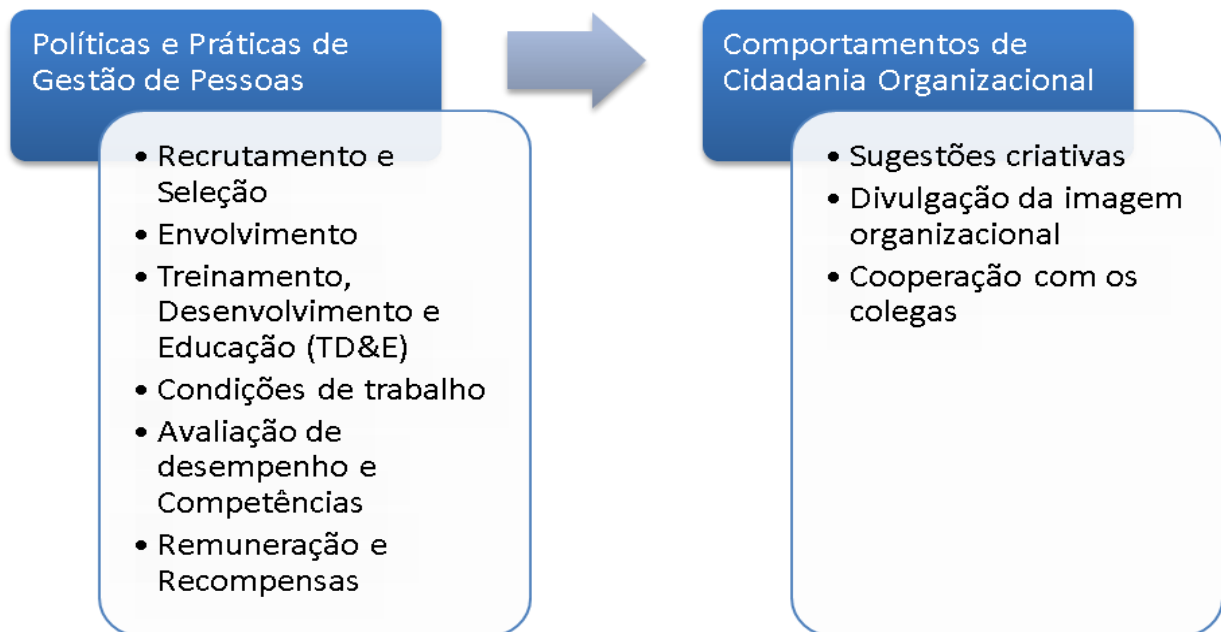 Políticas e Práticas de
Gestão de Pessoas
• Recrutamento e
Seleção
• Envolvimento
• Treinamento,
Desenvolvimento e
Educação (TD&E)
• Condições de trabalho
• Avaliação de
desempenho e
Competências
• Remuneração e
Recompensas
Comportamentos de
Cidadania Organizacional
• Sugestões criativas
• Divulgação da imagem
organizacional
• Cooperação com os
colegas